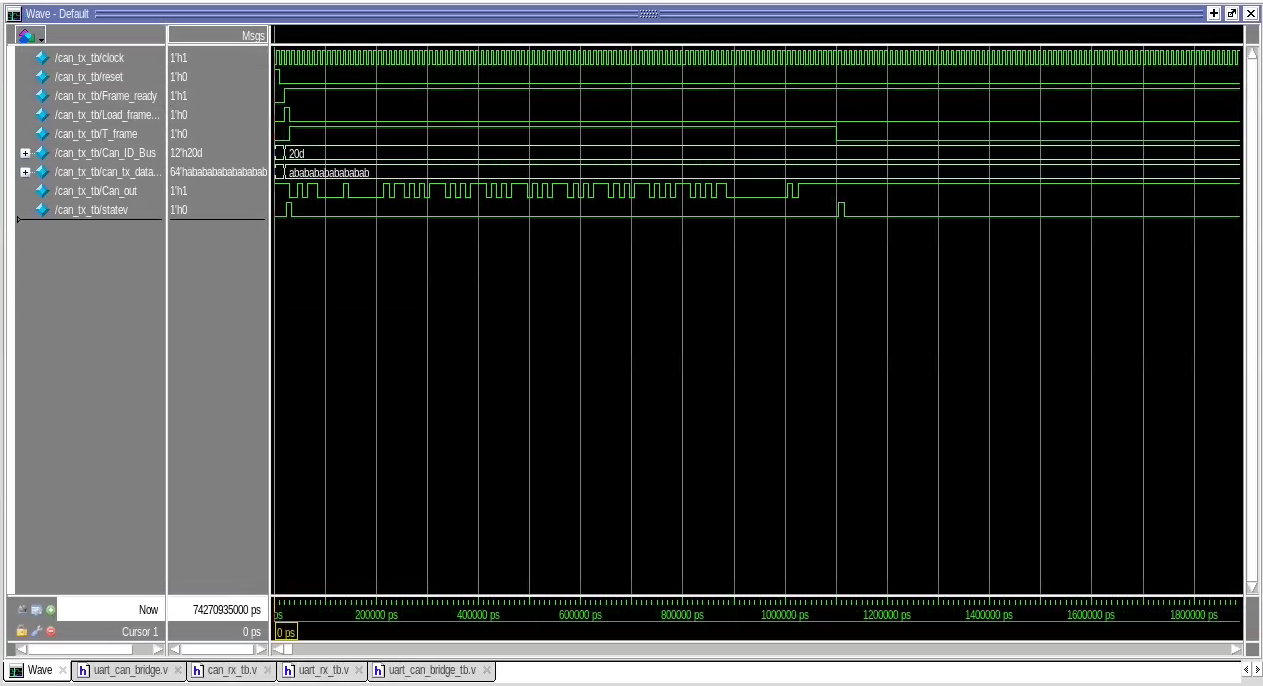 Wave - Default
Msgs
/can_tx_tb/clock 1'h1
/can_tx_tb/reset 1'h0
/can_tx_tb/Frame_ready 1'h1
/can_tx_tb/Load_frame... 1'h0
/can_tx_tb/T_frame 1'h0
/can_tx_tb/Can_ID_Bus 12'h20d 20d
/can_tx_tb/can_tx_data... 64'habababababababab abababababababab
/can_tx_tb/Can_out 1'h1
/can_tx_tb/statev 1'h0
Now 74270935000 ps ps 200000 ps 400000 ps 600000 ps 800000 ps 1000000 ps 1200000 ps 1400000 ps 1600000 ps 1800000 ps
Cursor 1 0 ps 0 ps
Wave uart_can_bridge.v can_rx_tb.v uart_rx_tb.v uart_can_bridge_tb.v